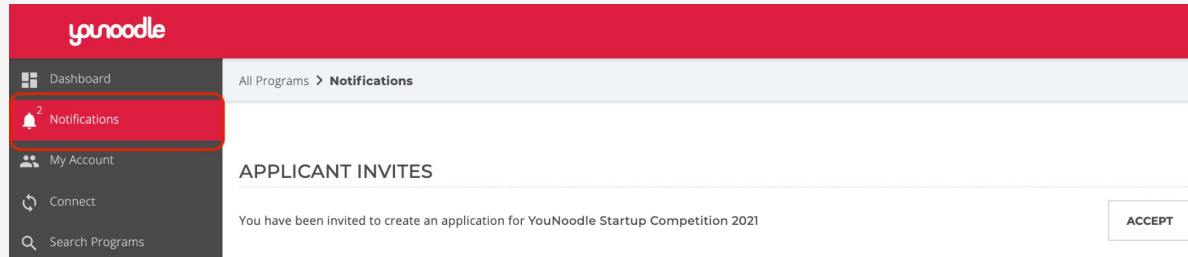 younoodle
Dashboard
All Programs > Notifications
2
Notifications
My Account
APPLICANT INVITES
Connect
You have been invited to create an application for YouNoodle Startup Competition 2021
ACCEPT
Search Programs